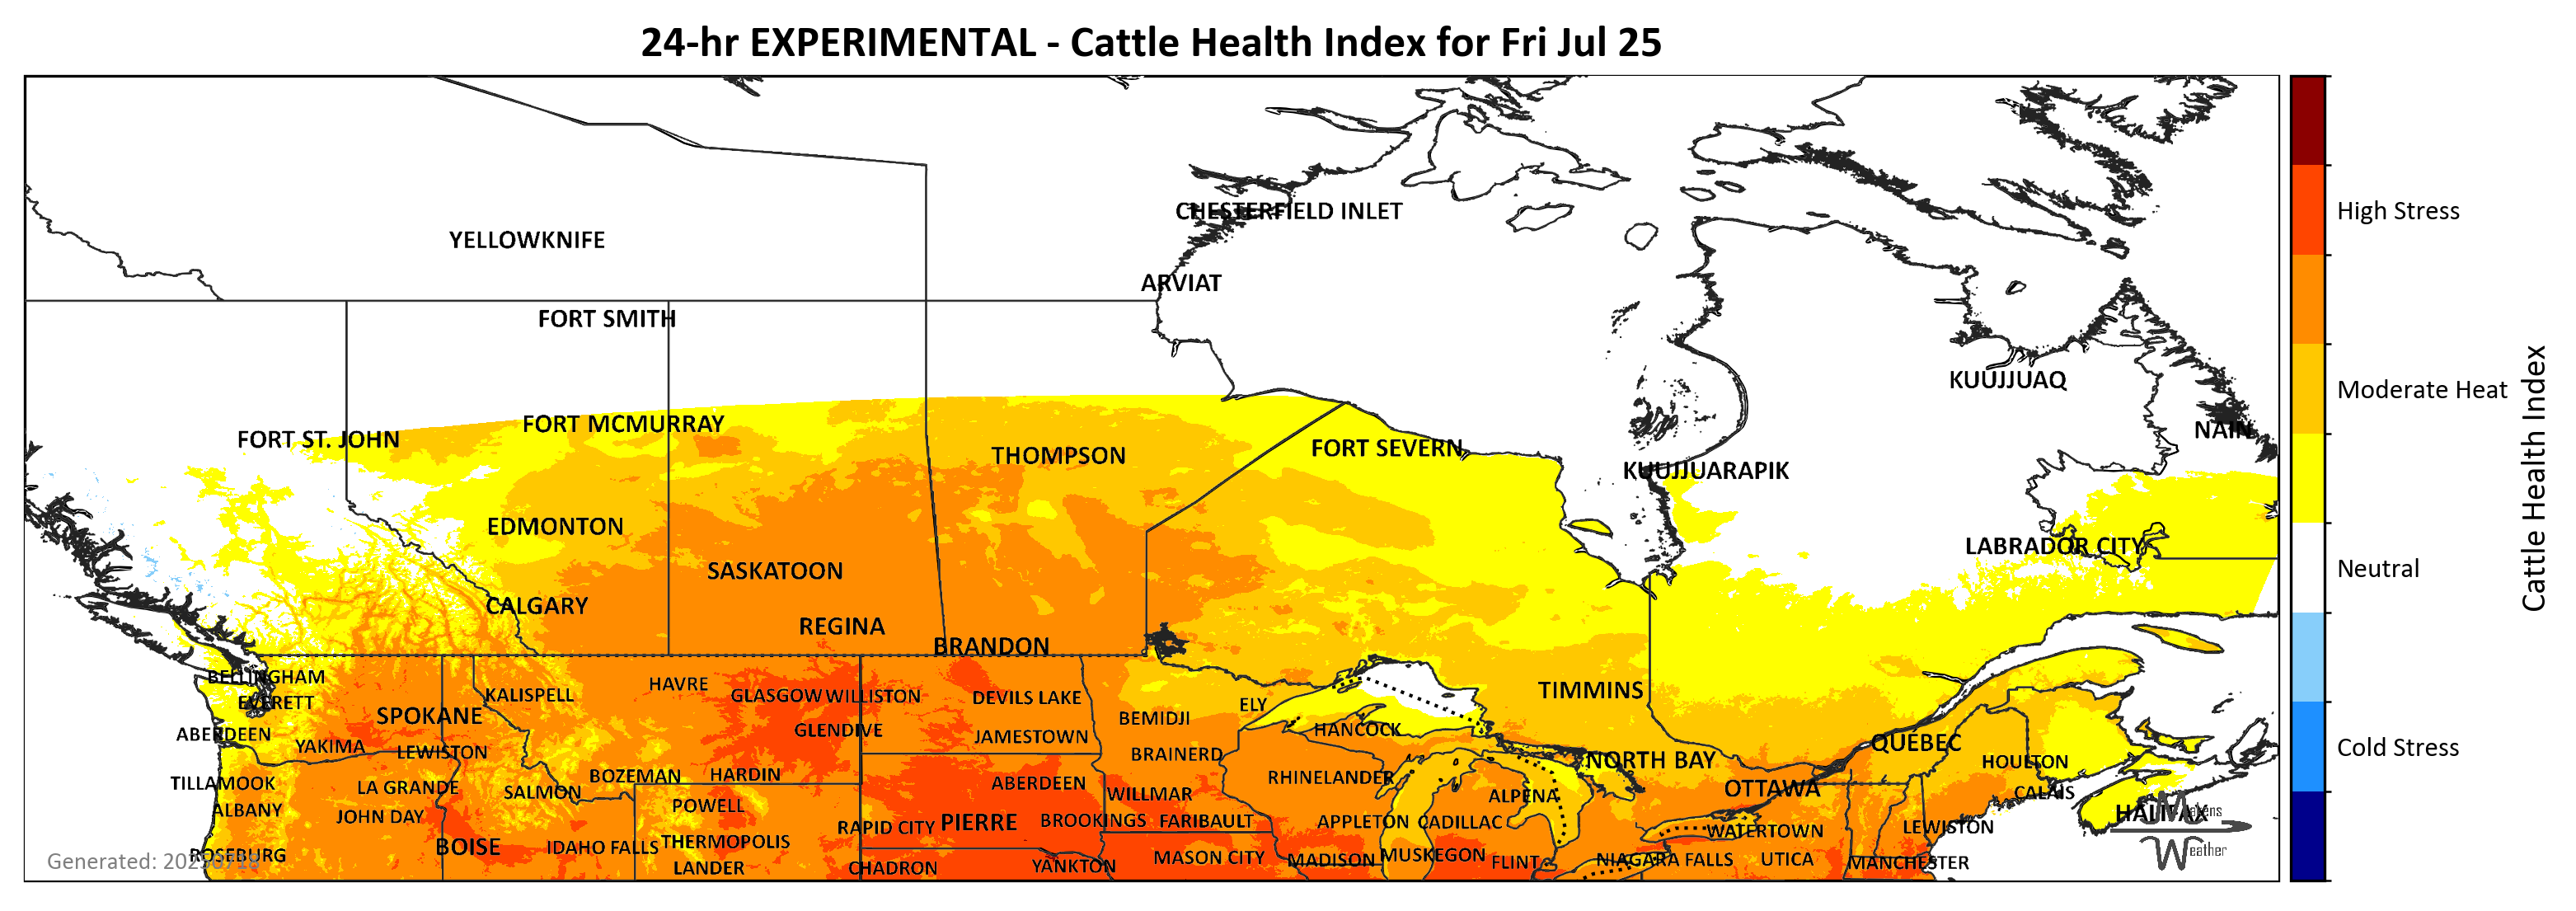 24-hr EXPERIMENTAL - Cattle Health Index for Fri Jul 25
CHESTERFIELD INLET
High Stress
YELLOWKNIFE
ARVIAT
FORT SMITH
KUUJJUAQ
Moderate Heat
FORT MCMURRAY
NAIN
FORT ST. JOHN
FORT SEVERN
THOMPSON
KUUJJUARAPIK
Cattle Health Index
EDMONTON
LABRADOR CITY
Neutral
SASKATOON
CALGARY
REGINA
BRANDON
BELLINGHAM
HAVRE
TIMMINS
KALISPELL
GLASGOW
WILLISTON
DEVILS LAKE
EVERETT
ELY
SPOKANE
BEMIDJI
ABERDEEN
GLENDIVE
JAMESTOWN
HANCOCK
QUEBEC
YAKIMA
LEWISTON
BRAINERD
Cold Stress
NORTH BAY
HOULTON
BOZEMAN
HARDIN
RHINELANDER
TILLAMOOK
LA GRANDE
SALMON
ABERDEEN
OTTAWA
CALAIS
WILLMAR
ALPENA
POWELL
ALBANY
JOHN DAY
HALIFAX
Makens
RAPID CITY
PIERRE
BROOKINGS
FARIBAULT
APPLETON
CADILLAC
WATERTOWN
LEWISTON
THERMOPOLIS
BOISE
IDAHO FALLS
Weather
ROSEBURG
MASON CITY
MADISON
MUSKEGON
FLINT
NIAGARA FALLS
UTICA
MANCHESTER
Generated:
LANDER
CHADRON
YANKTON